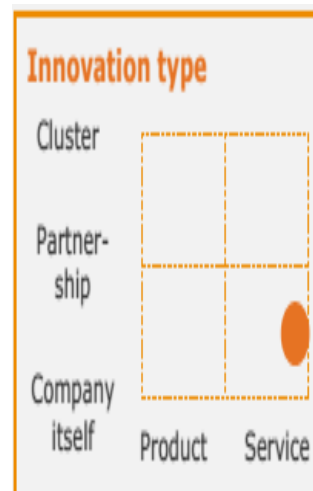 Innovation type
Cluster
Partner-
ship
Company
itself
Product Service